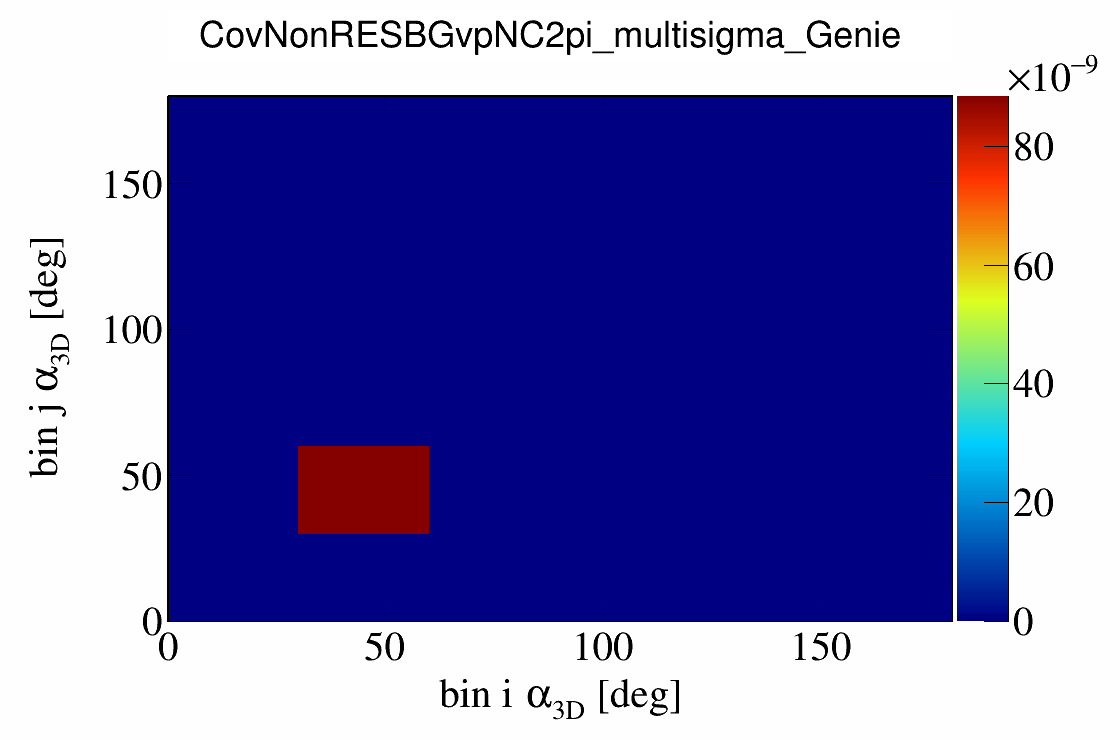 CovNonRESBGvpNC2pi_multisigma_Genie
×10⁻⁹
80
60
40
20
0
150
100
50
0
0 50 100 150
bin j α3D [deg]
bin i α3D [deg]